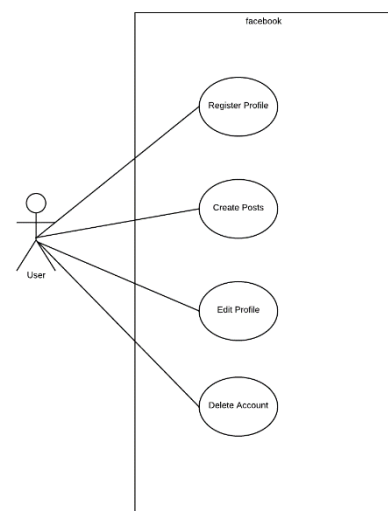 facebook
Register Profile
Create Posts
User
Edit Profile
Delete Account